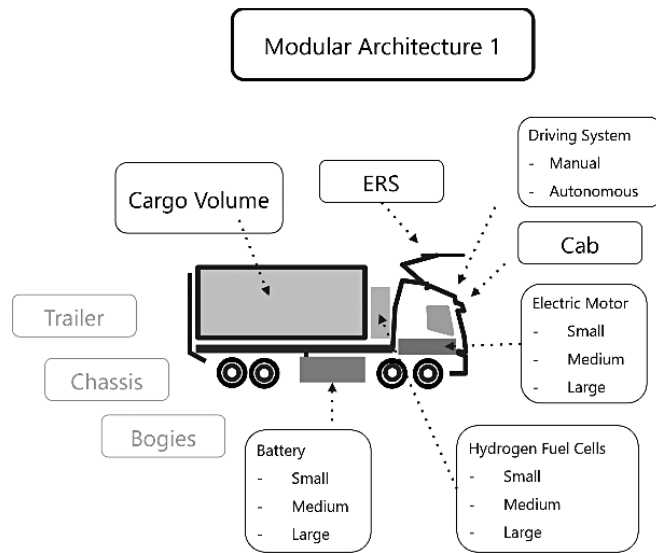 Modular Architecture 1
Driving System
- Manual
- Autonomous
ERS
Cargo Volume
Cab
Electric Motor
- Small
- Medium
- Large
Trailer
Chassis
Bogies
Battery
- Small
- Medium
- Large
Hydrogen Fuel Cells
- Small
- Medium
- Large